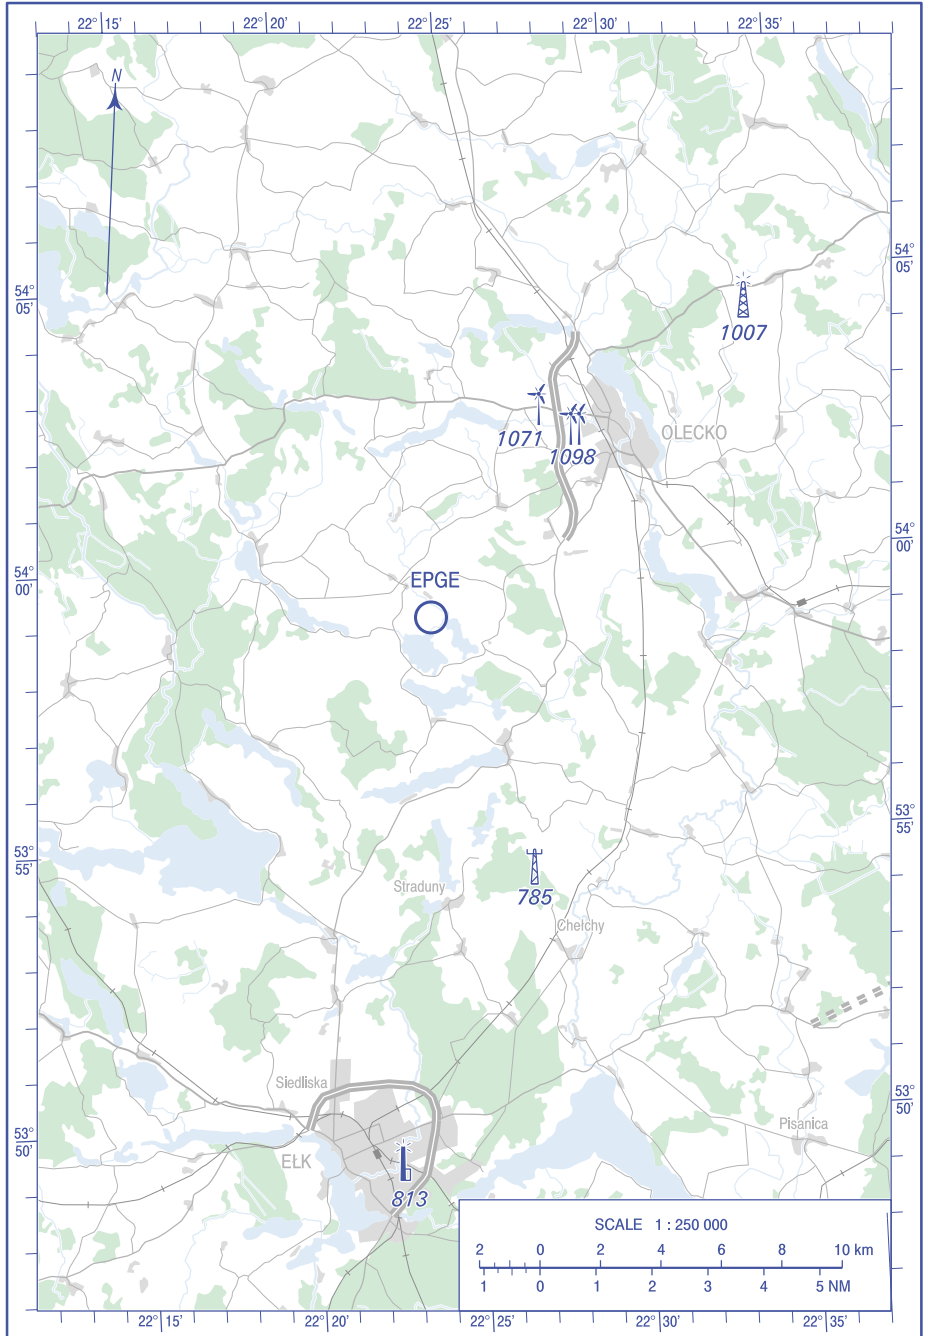 22° 15' 22° 20' 22° 25' 22° 30' 22° 35'
N
54° 05'
54° 05'
1007
1071
1098
OLECKO
54° 00'
54° 00'
EPGE
53° 55'
53° 55'
Straduny
785
Chełchy
Siedliska
53° 50'
53° 50'
Pisanica
EŁK
813
SCALE 1 : 250 000
2 0 2 4 6 8 10 km
1 0 1 2 3 4 5 NM
22° 15' 22° 20' 22° 25' 22° 30' 22° 35'